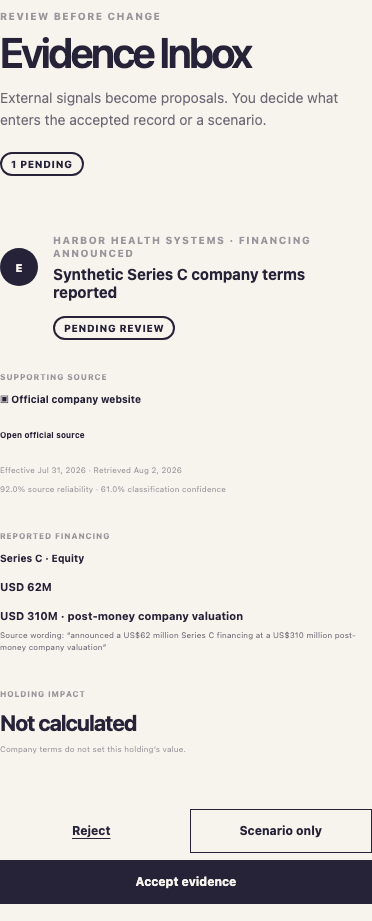 REVIEW BEFORE CHANGE
Evidence Inbox
External signals become proposals. You decide what
enters the accepted record or a scenario.
1 PENDING
HARBOR HEALTH SYSTEMS · FINANCING
ANNOUNCED
E
Synthetic Series C company terms
reported
PENDING REVIEW
SUPPORTING SOURCE
▣ Official company website
Open official source
Effective Jul 31, 2026 · Retrieved Aug 2, 2026
92.0% source reliability · 61.0% classification confidence
REPORTED FINANCING
Series C · Equity
USD 62M
USD 310M · post-money company valuation
Source wording: “announced a US$62 million Series C financing at a US$310 million post-
money company valuation”
HOLDING IMPACT
Not calculated
Company terms do not set this holding’s value.
Reject
Scenario only
Accept evidence